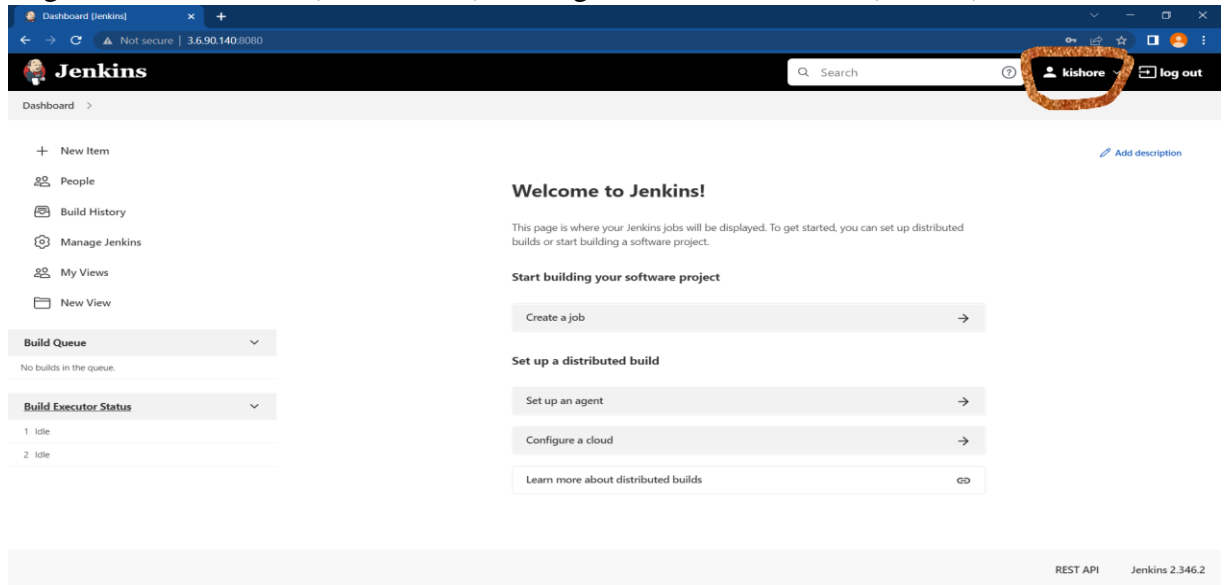 Dashboard [Jenkins]
Not secure | 3.6.90.140:8080
Jenkins
Search
kishore
log out
Dashboard >
New Item
Add description
People
Welcome to Jenkins!
Build History
This page is where your Jenkins jobs will be displayed. To get started, you can set up distributed
builds or start building a software project.
Manage Jenkins
My Views
Start building your software project
New View
Create a job
Build Queue
No builds in the queue.
Set up a distributed build
Build Executor Status
Set up an agent
1 Idle
2 Idle
Configure a cloud
Learn more about distributed builds
REST API
Jenkins 2.346.2